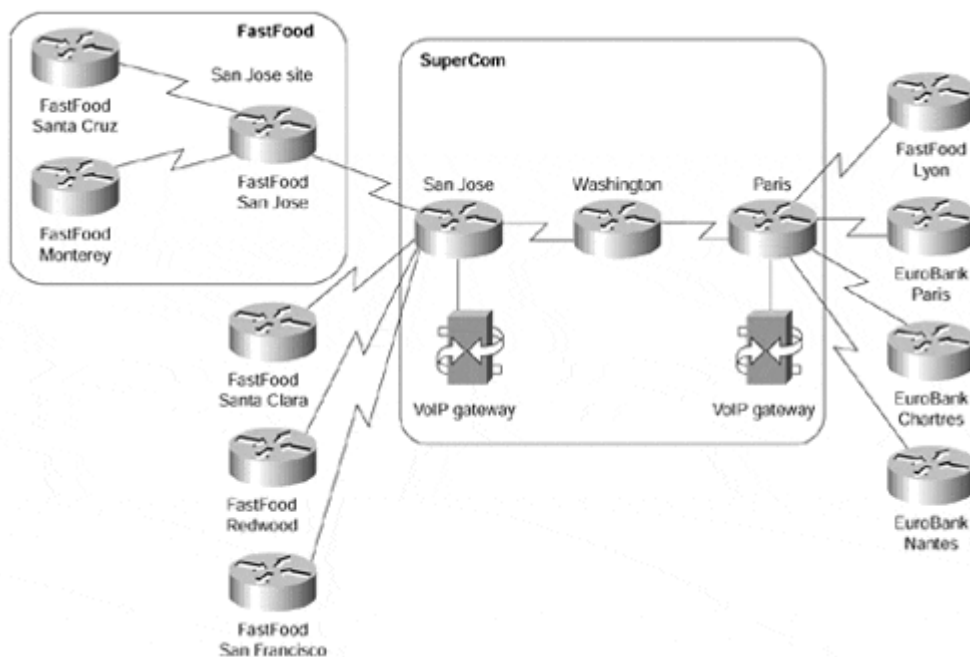 FastFood
San Jose site
FastFood
Santa Cruz
FastFood
San Jose
FastFood
Monterey
SuperCom
San Jose
Washington
Paris
VoIP gateway
VoIP gateway
FastFood
Santa Clara
FastFood
Redwood
FastFood
San Francisco
FastFood
Lyon
EuroBank
Paris
EuroBank
Chartres
EuroBank
Nantes